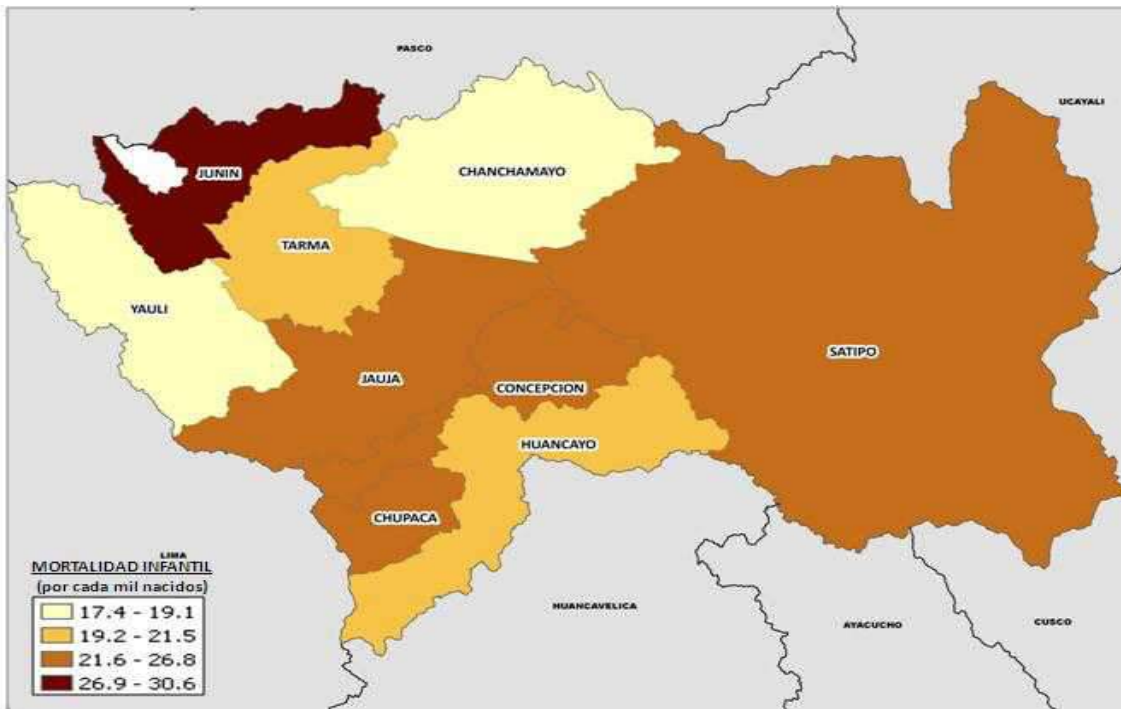 PASCO
UCAYALI
JUNIN
CHANCHAMAYO
TARMA
YAULI
SATIPO
JAUJA
CONCEPCION
HUANCAYO
CHUPACA
LIMA
HUANCAVELICA
AYACUCHO
CUSCO
MORTALIDAD INFANTIL
(por cada mil nacidos)
17.4 - 19.1
19.2 - 21.5
21.6 - 26.8
26.9 - 30.6